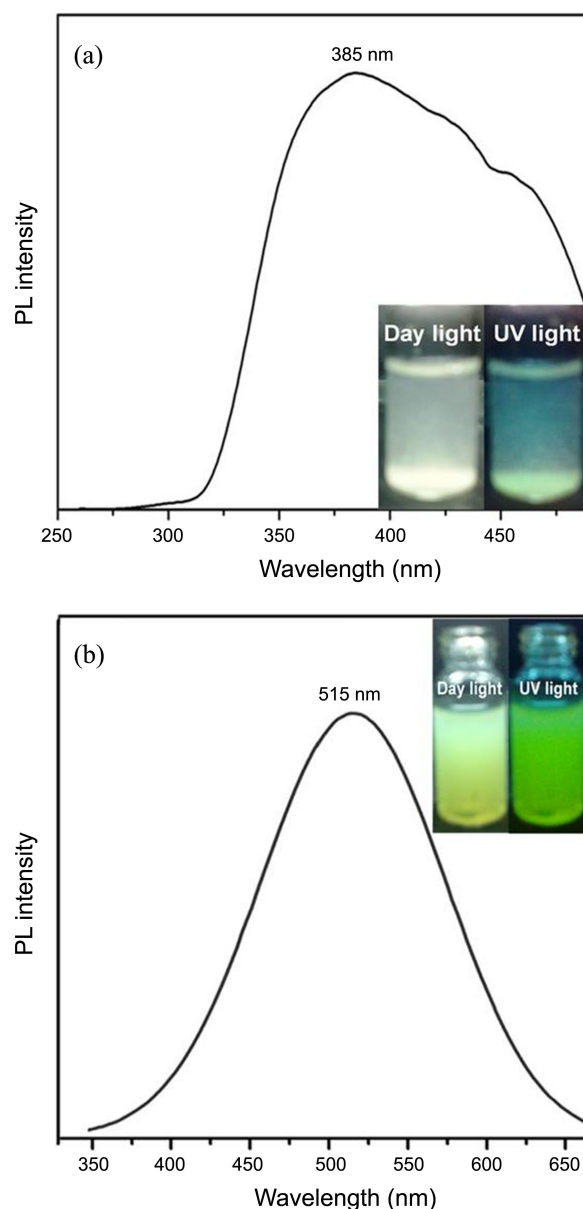 (a)
385 nm
PL intensity
Day light
UV light
250
300
350
400
450
Wavelength (nm)
(b)
515 nm
PL intensity
Day light
UV light
350
400
450
500
550
600
650
Wavelength (nm)